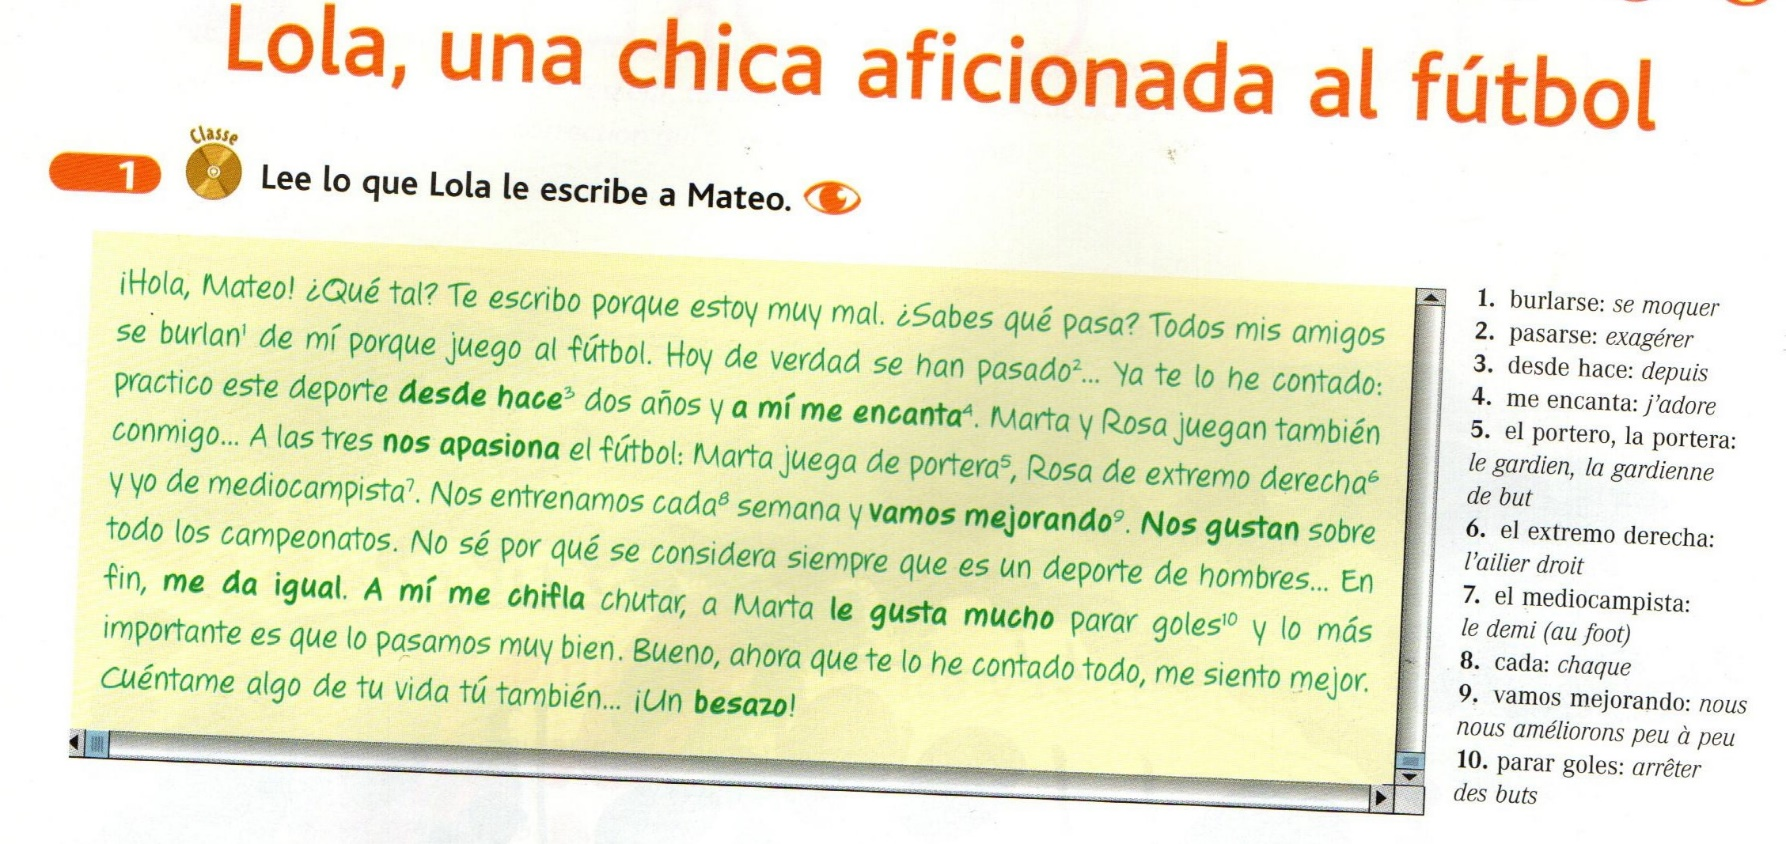 Lola, una chica aficionada al fútbol
Classe
1 Lee lo que Lola le escribe a Mateo.
¡Hola, Mateo! ¿Qué tal? Te escribo porque estoy muy mal. ¿Sabes qué pasa? Todos mis amigos
se burlan¹ de mí porque juego al fútbol. Hoy de verdad se han pasado²... Ya te lo he contado:
practico este deporte desde hace³ dos años y a mí me encanta⁴. Marta y Rosa juegan también
conmigo... A las tres nos apasiona el fútbol: Marta juega de portera⁵, Rosa de extremo derecha⁶
y yo de mediocampista⁷. Nos entrenamos cada⁸ semana y vamos mejorando⁹. Nos gustan sobre
todo los campeonatos. No sé por qué se considera siempre que es un deporte de hombres... En
fin, me da igual. A mí me chifla chutar, a Marta le gusta mucho parar goles¹⁰ y lo más
importante es que lo pasamos muy bien. Bueno, ahora que te lo he contado todo, me siento mejor.
Cuéntame algo de tu vida tú también... ¡Un besazo!
1. burlarse: se moquer
2. pasarse: exagérer
3. desde hace: depuis
4. me encanta: j'adore
5. el portero, la portera:
le gardien, la gardienne
de but
6. el extremo derecha:
l'ailier droit
7. el mediocampista:
le demi (au foot)
8. cada: chaque
9. vamos mejorando: nous
nous améliorons peu à peu
10. parar goles: arrêter
des buts